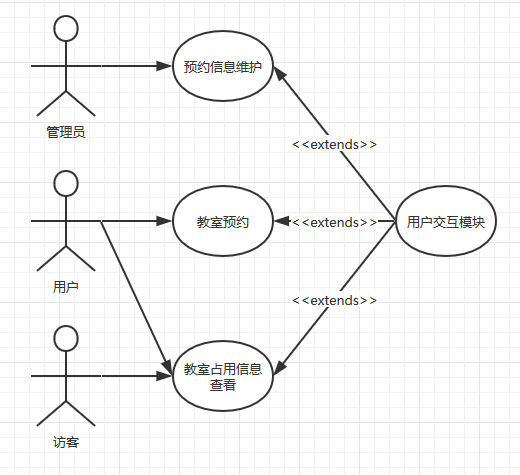 预约信息维护
管理员
<<extends>>
教室预约
<<extends>>
用户交互模块
用户
<<extends>>
教室占用信息
查看
访客